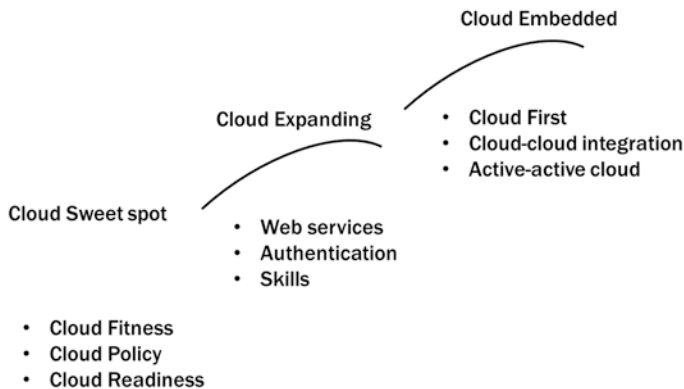 Cloud Embedded
• Cloud First
• Cloud-cloud integration
• Active-active cloud
Cloud Expanding
• Web services
• Authentication
• Skills
Cloud Sweet spot
• Cloud Fitness
• Cloud Policy
• Cloud Readiness